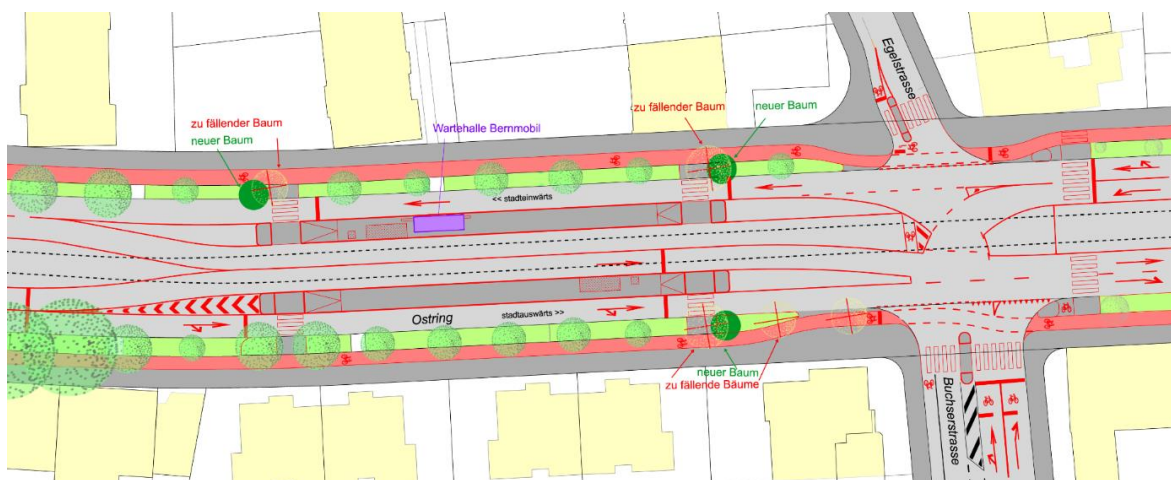 Egelstrasse
zu fällender Baum
neuer Baum
Wartehalle Bernmobil
zu fällender Baum
neuer Baum
<< stadteinwärts
Ostring
stadtauswärts >>
neuer Baum
zu fällende Bäume
Buchserstrasse